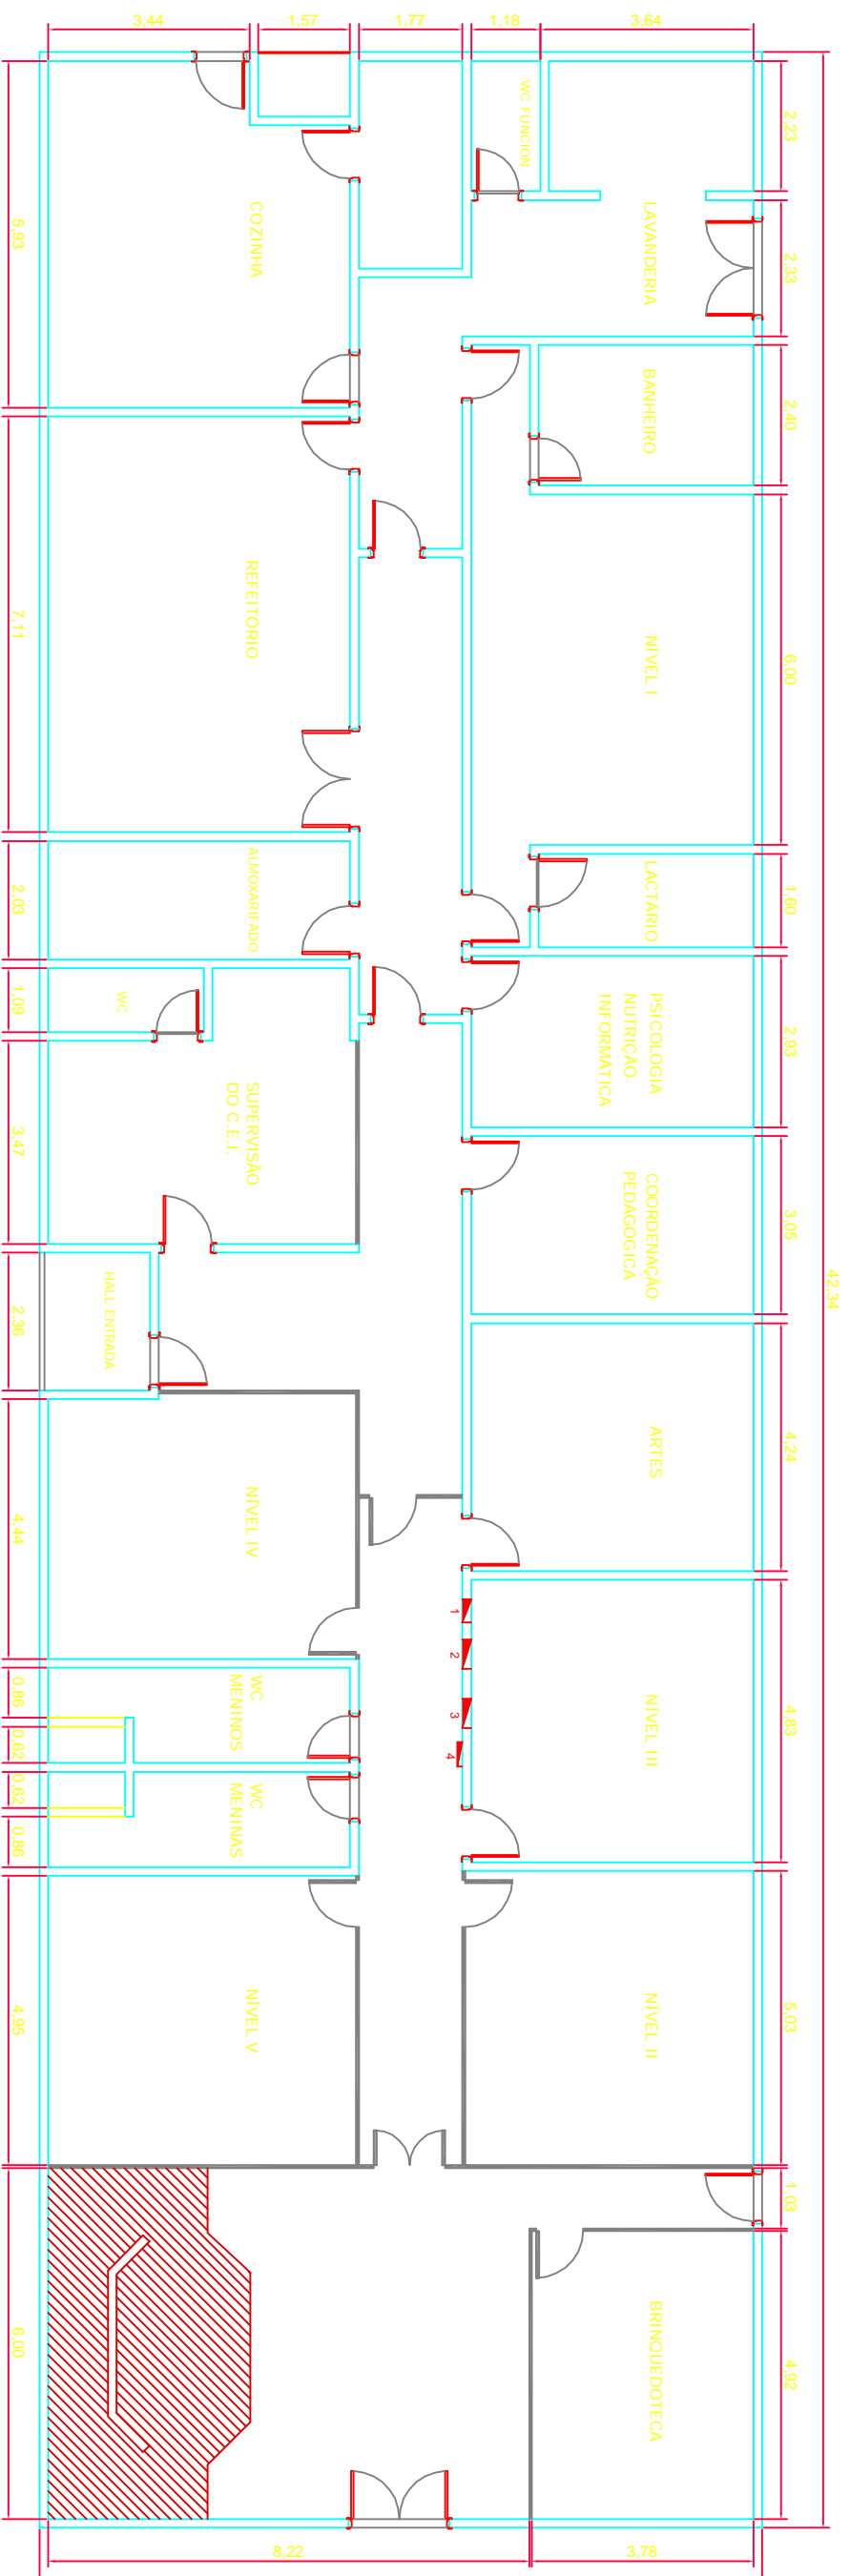 3,44
1,57
1,77
1,18
3,64
2,23
2,33
2,40
6,00
1,60
2,93
3,05
4,24
4,83
5,03
1,03
4,92
42,34
WC FUNCION
LAVANDERIA
COZINHA
BANHEIRO
REFEITÓRIO
NÍVEL I
ALMOXARIFADO
LACTÁRIO
WC
PSICOLOGIA
NUTRIÇÃO
INFORMÁTICA
SUPERVISÃO
DO C.E.I.
COORDENAÇÃO
PEDAGÓGICA
HALL ENTRADA
ARTES
NÍVEL IV
1
2
3
4
NÍVEL III
WC
MENINOS
WC
MENINAS
NÍVEL V
NÍVEL II
BRINQUEDOTECA
5,93
7,11
2,03
1,09
3,47
2,36
4,44
0,86
0,62
0,62
0,86
4,95
6,00
8,22
3,78